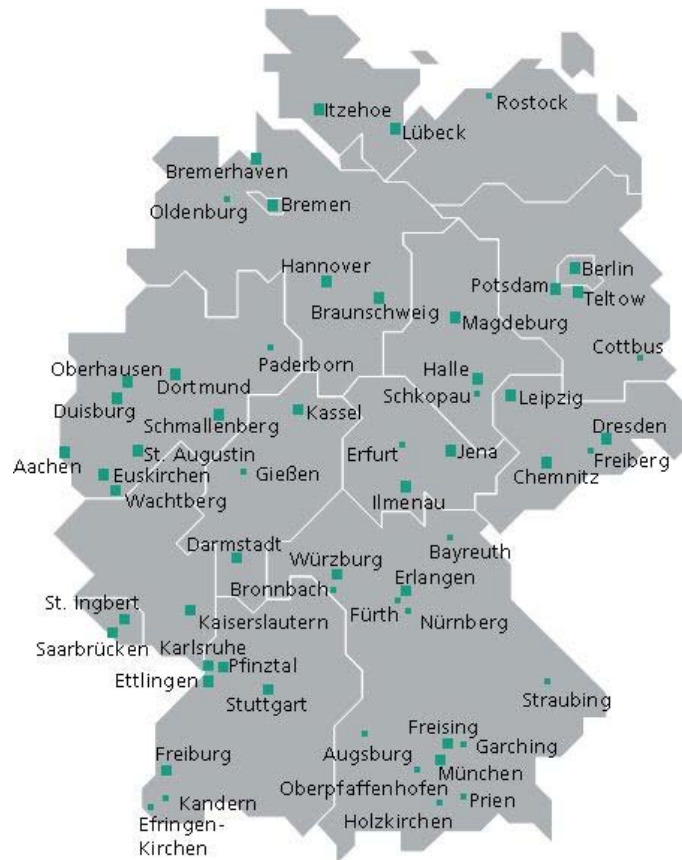 Rostock
Itzehoe
Lübeck
Bremerhaven
Oldenburg
Bremen
Hannover
Berlin
Potsdam
Teltow
Braunschweig
Magdeburg
Cottbus
Paderborn
Oberhausen
Dortmund
Halle
Duisburg
Schkopau
Leipzig
Schmallenberg
Kassel
Dresden
St. Augustin
Erfurt
Jena
Freiberg
Aachen
Euskirchen
Gießen
Chemnitz
Wachtberg
Ilmenau
Darmstadt
Würzburg
Bayreuth
Bronnbach
Erlangen
St. Ingbert
Fürth
Kaiserslautern
Nürnberg
Saarbrücken
Karlsruhe
Pfinztal
Ettlingen
Stuttgart
Straubing
Freising
Freiburg
Augsburg
Garching
München
Oberpfaffenhofen
Kandern
Prien
Holzkirchen
Efringen-
Kirchen